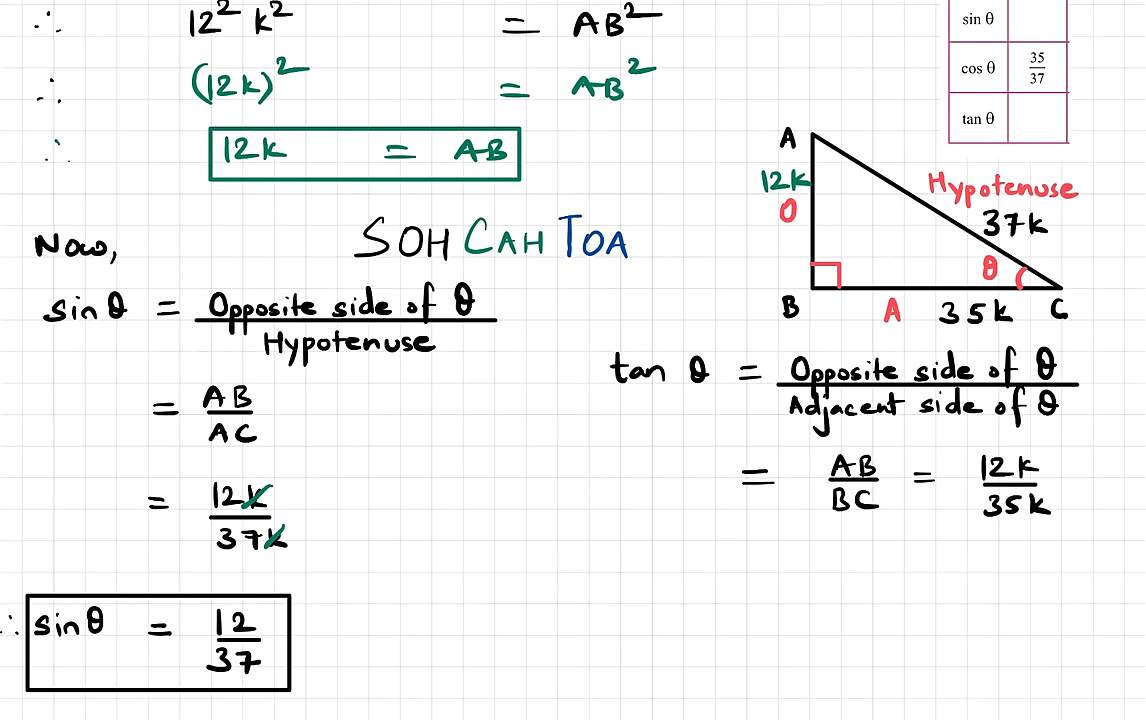 ∴ 12² k² = AB²
∴ (12k)² = AB²
∴ 12k = AB
sin θ
cos θ 35/37
tan θ
A
12k
O
Hypotenuse
37k
θ
B A 35k C
Now, SOH CAH TOA
sin θ = Opposite side of θ / Hypotenuse
= AB / AC
= 12k / 37k
∴ sin θ = 12 / 37
tan θ = Opposite side of θ / Adjacent side of θ
= AB / BC = 12k / 35k